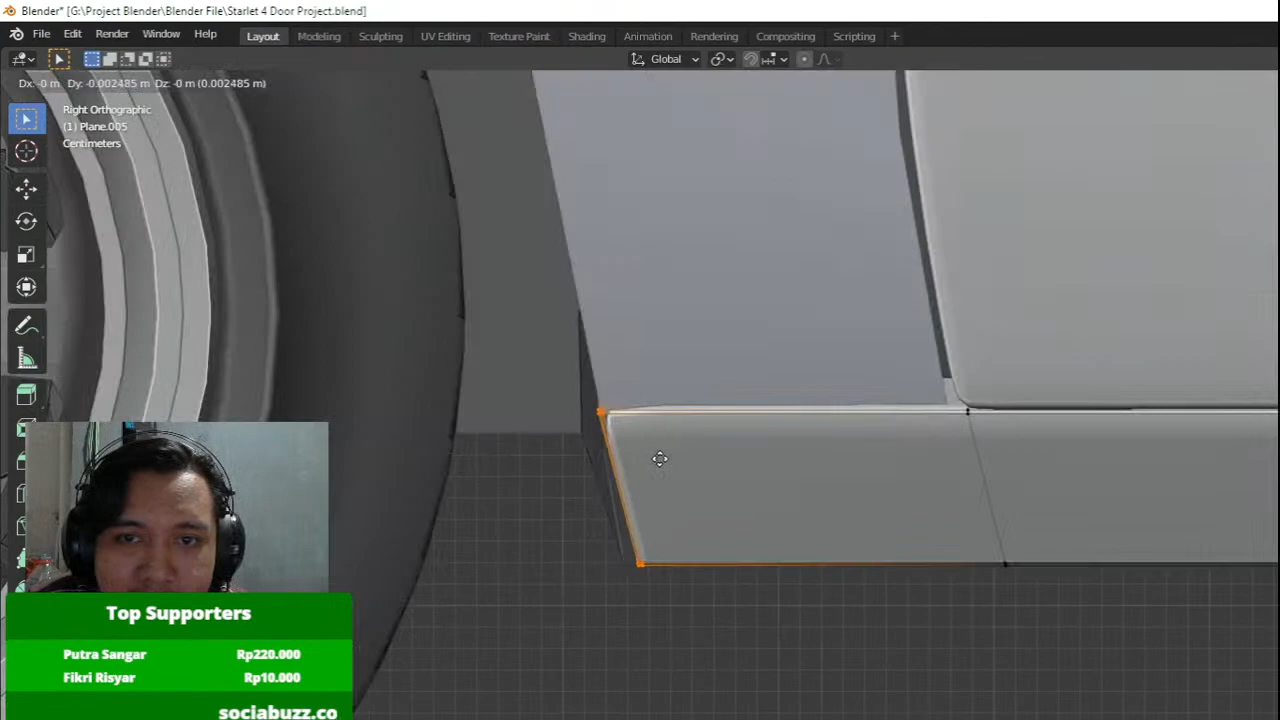 Blender* [G:\Project Blender\Blender File\Starlet 4 Door Project.blend]
File Edit Render Window Help Layout Modeling Sculpting UV Editing Texture Paint Shading Animation Rendering Compositing Scripting +
Global
Dx: -0 m Dy: -0.002485 m Dz: -0 m (0.002485 m)
Right Orthographic
(1) Plane.005
Centimeters
Top Supporters
Putra Sangar Rp220.000
Fikri Risyar Rp10.000
sociabuzz.co